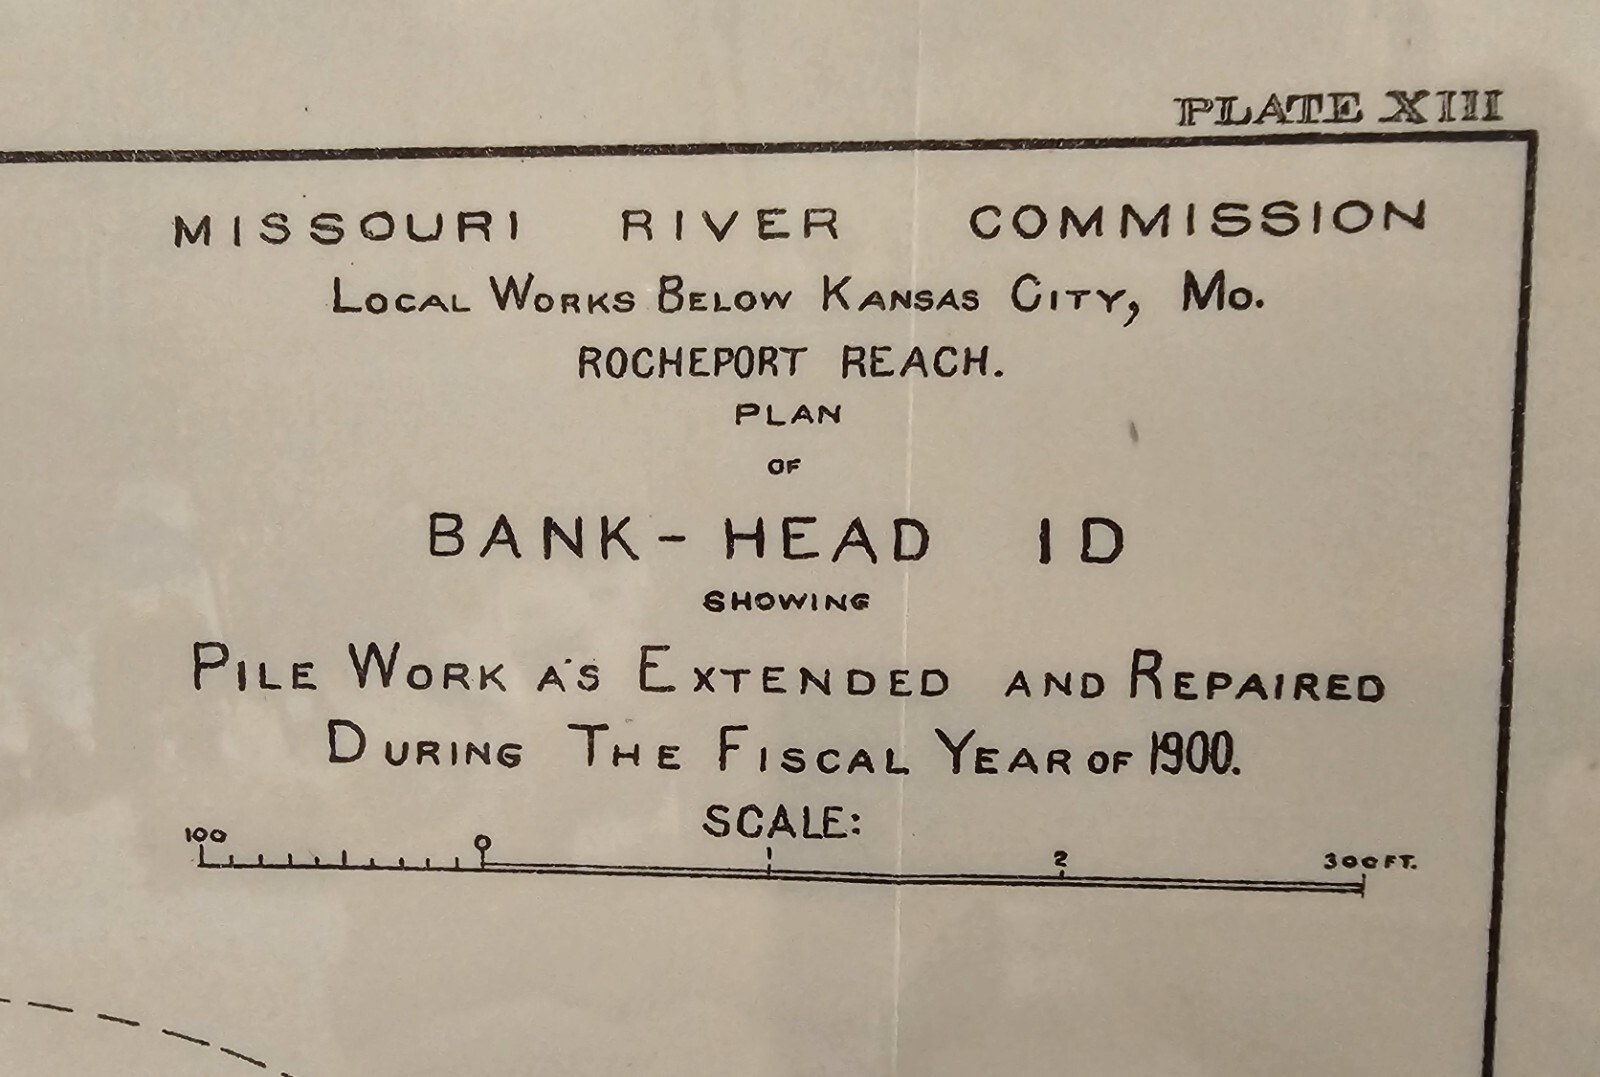 PLATE XIII
MISSOURI RIVER COMMISSION
LOCAL WORKS BELOW KANSAS CITY, MO.
ROCHEPORT REACH.
PLAN
OF
BANK-HEAD 1D
SHOWING
PILE WORK AS EXTENDED AND REPAIRED
DURING THE FISCAL YEAR OF 1900.
SCALE:
100 0 1 2 300 FT.